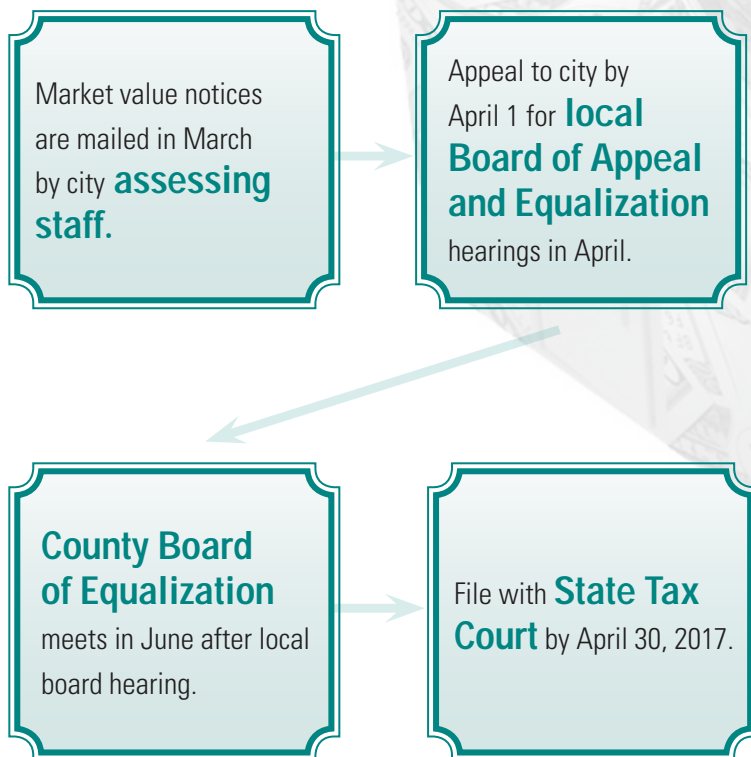 Market value notices
are mailed in March
by city assessing
staff.
Appeal to city by
April 1 for local
Board of Appeal
and Equalization
hearings in April.
County Board
of Equalization
meets in June after local
board hearing.
File with State Tax
Court by April 30, 2017.